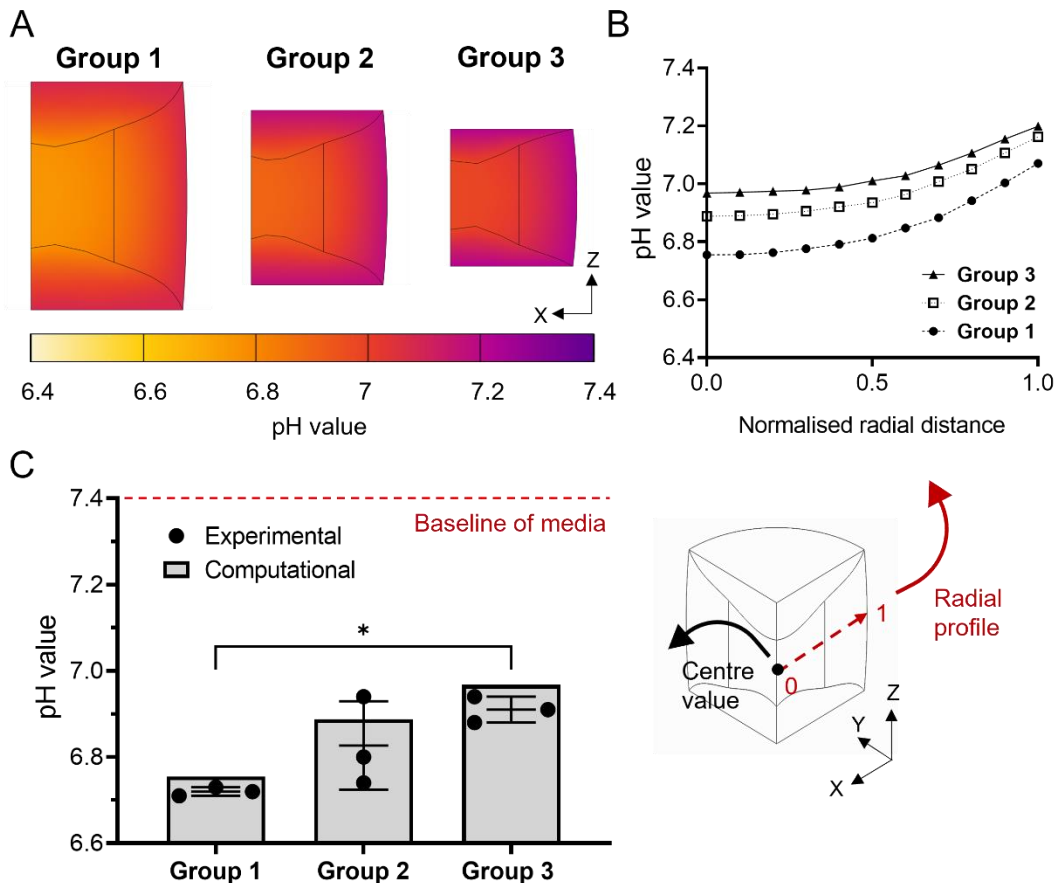 A
Group 1 Group 2 Group 3
Z
X
6.4 6.6 6.8 7 7.2 7.4
pH value
B
7.4
7.2
7.0
6.8
6.6
6.4
pH value
Group 3
Group 2
Group 1
0.0 0.5 1.0
Normalised radial distance
C
7.4
7.2
7.0
6.8
6.6
pH value
Baseline of media
Experimental
Computational
*
Group 1 Group 2 Group 3
1
Radial
profile
Centre
value
0
Z
Y
X